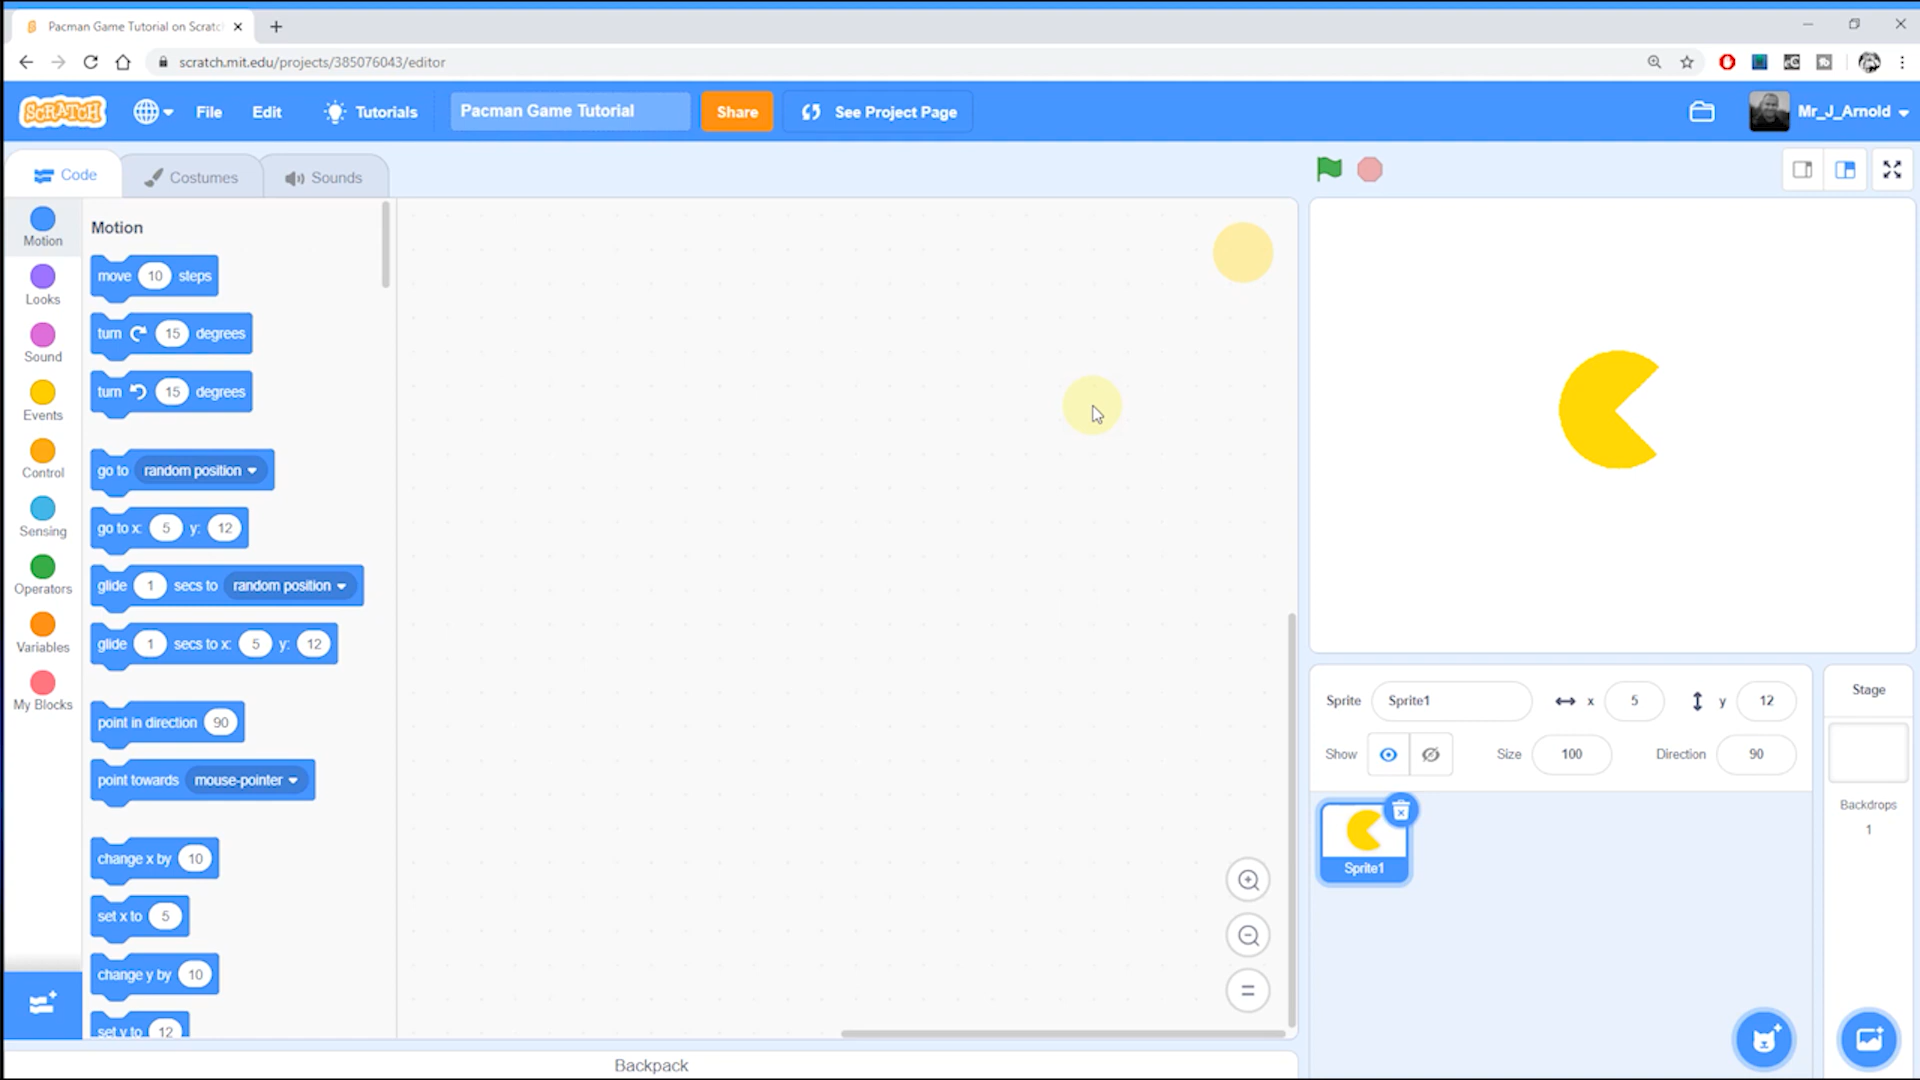 Pacman Game Tutorial on Scratc
scratch.mit.edu/projects/385076043/editor
SCRATCH File Edit Tutorials Pacman Game Tutorial Share See Project Page Mr_J_Arnold
Code Costumes Sounds
Motion
Looks
Sound
Events
Control
Sensing
Operators
Variables
My Blocks
Motion
move 10 steps
turn 15 degrees
turn 15 degrees
go to random position
go to x: 5 y: 12
glide 1 secs to random position
glide 1 secs to x: 5 y: 12
point in direction 90
point towards mouse-pointer
change x by 10
set x to 5
change y by 10
set y to 12
Backpack
Sprite Sprite1 x 5 y 12
Show Size 100 Direction 90
Sprite1
Stage
Backdrops
1